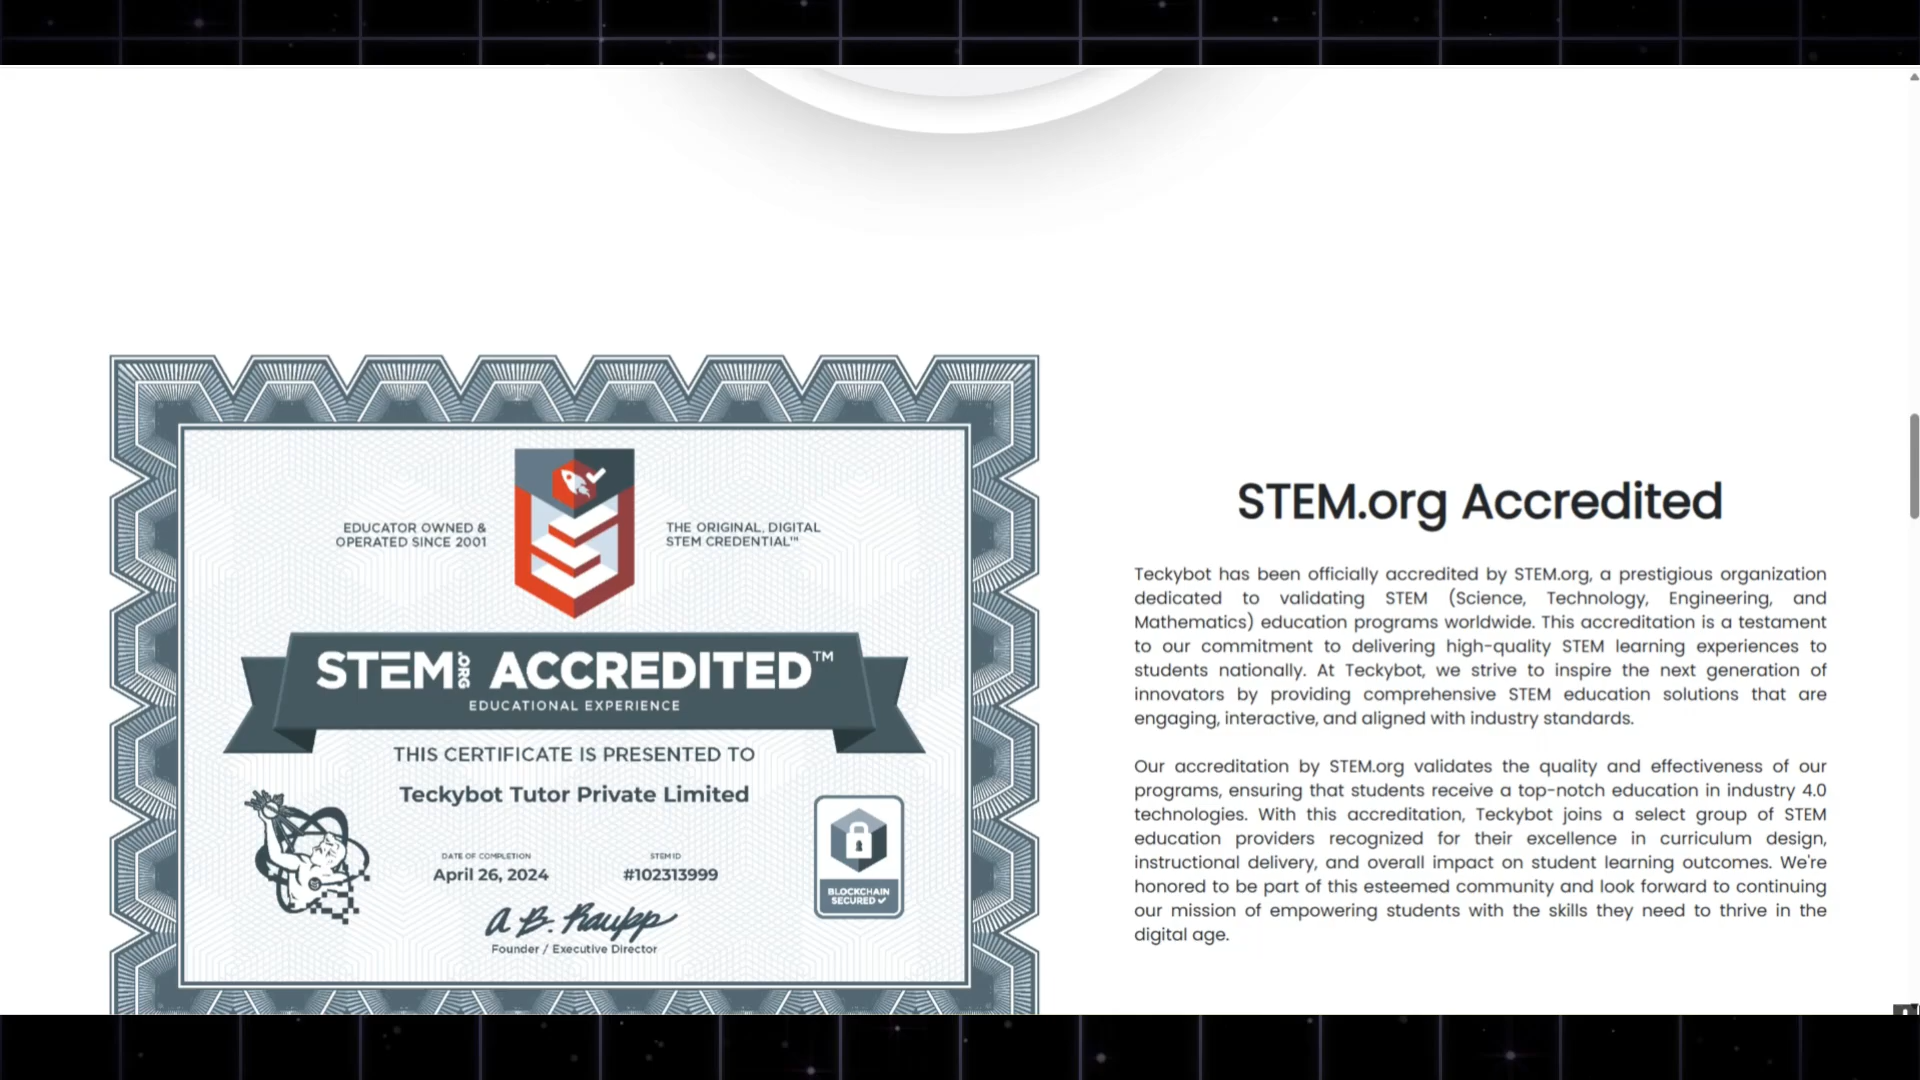 EDUCATOR OWNED &
OPERATED SINCE 2001
THE ORIGINAL, DIGITAL
STEM CREDENTIAL™
STEM.ORG ACCREDITED™
EDUCATIONAL EXPERIENCE
THIS CERTIFICATE IS PRESENTED TO
Teckybot Tutor Private Limited
DATE OF COMPLETION
April 26, 2024
STEM ID
#102313999
A B. Raupp
Founder / Executive Director
BLOCKCHAIN
SECURED
STEM.org Accredited
Teckybot has been officially accredited by STEM.org, a prestigious organization
dedicated to validating STEM (Science, Technology, Engineering, and
Mathematics) education programs worldwide. This accreditation is a testament
to our commitment to delivering high-quality STEM learning experiences to
students nationally. At Teckybot, we strive to inspire the next generation of
innovators by providing comprehensive STEM education solutions that are
engaging, interactive, and aligned with industry standards.
Our accreditation by STEM.org validates the quality and effectiveness of our
programs, ensuring that students receive a top-notch education in industry 4.0
technologies. With this accreditation, Teckybot joins a select group of STEM
education providers recognized for their excellence in curriculum design,
instructional delivery, and overall impact on student learning outcomes. We're
honored to be part of this esteemed community and look forward to continuing
our mission of empowering students with the skills they need to thrive in the
digital age.